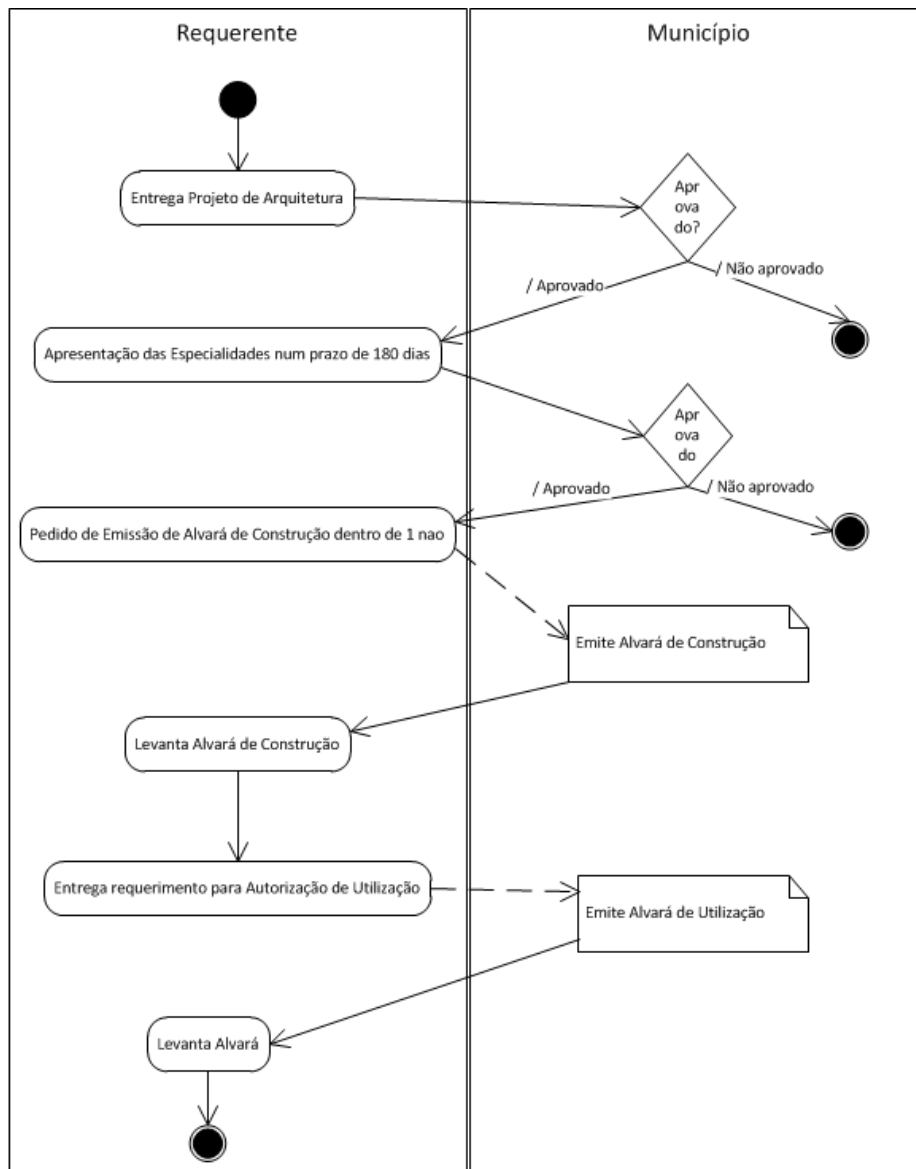 Requerente
Município
Entrega Projeto de Arquitetura
Apr
ova
do?
/ Aprovado
/ Não aprovado
Apresentação das Especialidades num prazo de 180 dias
Apr
ova
do
/ Aprovado
/ Não aprovado
Pedido de Emissão de Alvará de Construção dentro de 1 nao
Emite Alvará de Construção
Levanta Alvará de Construção
Entrega requerimento para Autorização de Utilização
Emite Alvará de Utilização
Levanta Alvará